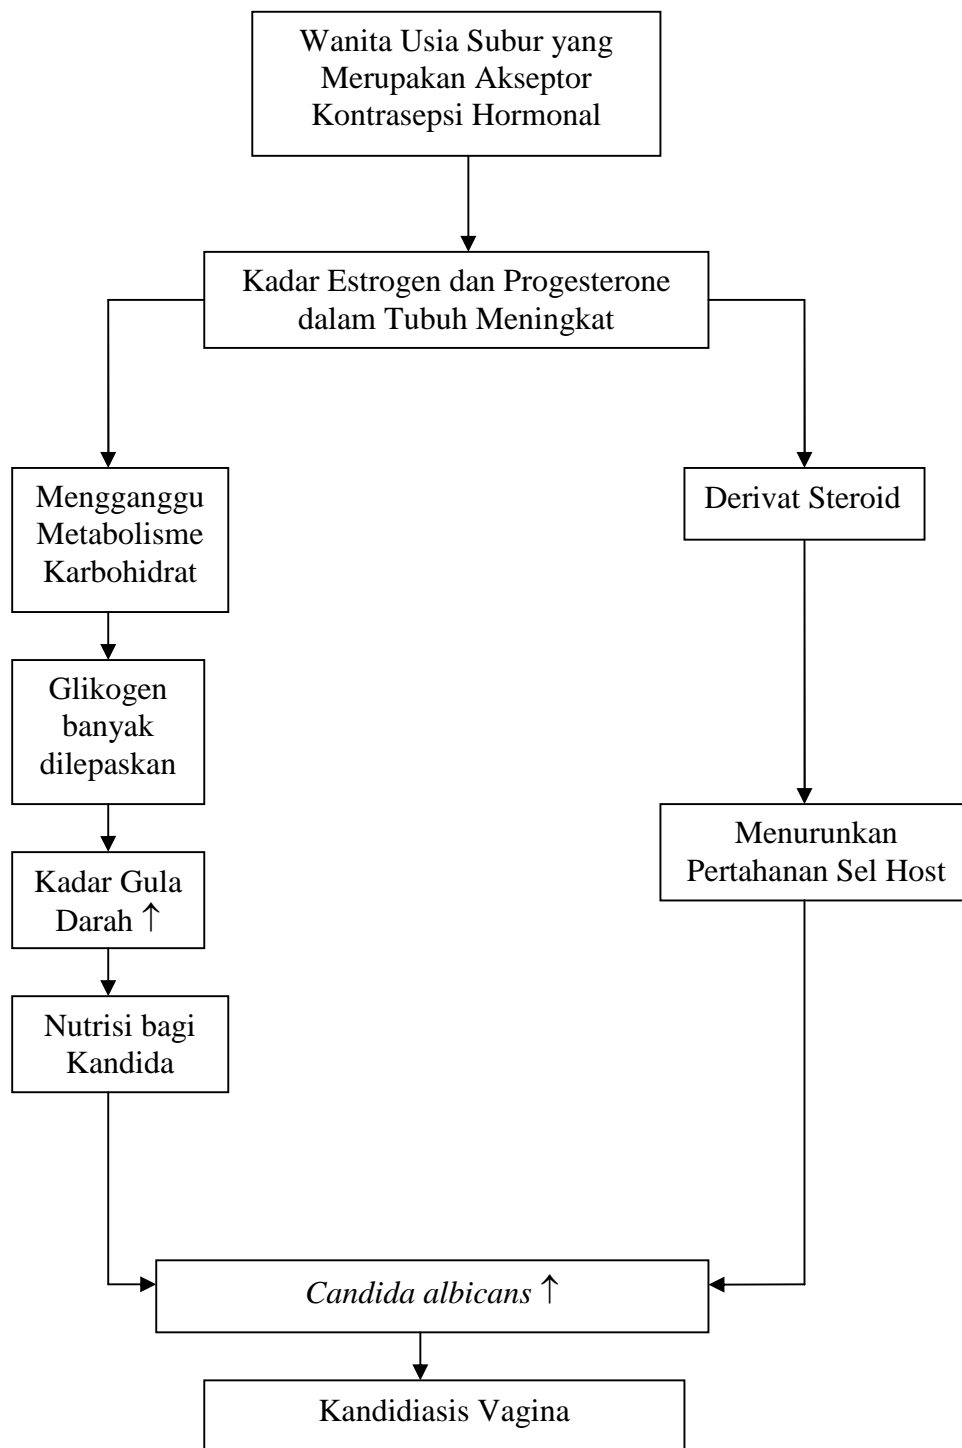 Wanita Usia Subur yang
Merupakan Akseptor
Kontrasepsi Hormonal
Kadar Estrogen dan Progesterone
dalam Tubuh Meningkat
Mengganggu
Metabolisme
Karbohidrat
Derivat Steroid
Glikogen
banyak
dilepaskan
Menurunkan
Pertahanan Sel Host
Kadar Gula
Darah ↑
Nutrisi bagi
Kandida
Candida albicans ↑
Kandidiasis Vagina